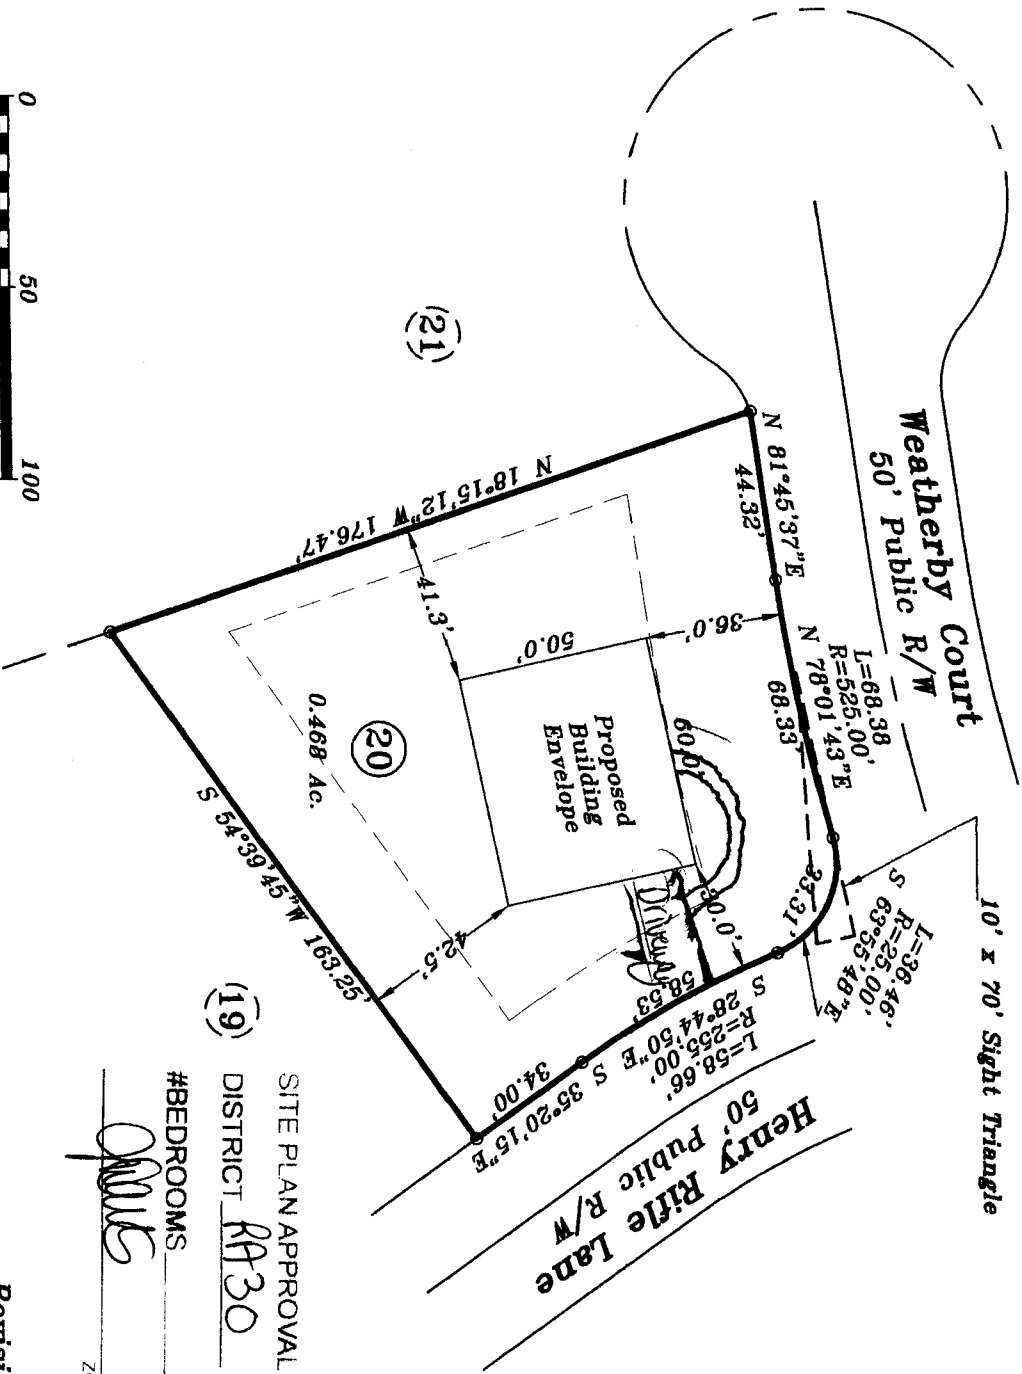 Weatherby Court
50' Public R/W
10' x 70' Sight Triangle
N 81°45'37"E
44.32'
L=68.38
R=525.00'
N 78°01'43"E
68.33'
L=36.46'
R=25.00'
S 63°55'48"E
33.31'
L=58.66'
R=255.00'
S 28°44'50"E
58.53'
S 35°20'15"E
34.00'
Henry Rifle Lane
50' Public R/W
N 18°15'12"W 176.47'
S 54°39'45"W 163.25'
(21)
(20)
0.468 Ac.
(19)
41.3'
36.0'
50.0'
60.0'
42.5'
Proposed
Building
Envelope
Driveway
SITE PLAN APPROVAL
DISTRICT RA30
#BEDROOMS
0 50 100